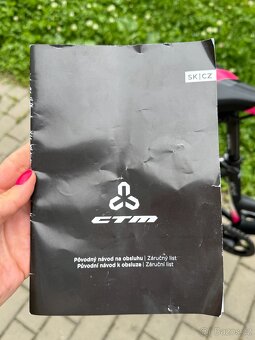 SK|CZ
CTM
Pôvodný návod na obsluhu | Záručný list
Původní návod k obsluze | Záruční list